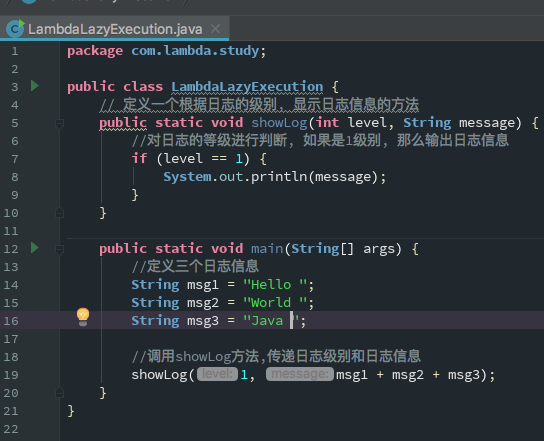 LambdaLazyExecution.java
1 package com.lambda.study;
2
3 public class LambdaLazyExecution {
4 // 定义一个根据日志的级别, 显示日志信息的方法
5 public static void showLog(int level, String message) {
6 //对日志的等级进行判断, 如果是1级别, 那么输出日志信息
7 if (level == 1) {
8 System.out.println(message);
9 }
10 }
11
12 public static void main(String[] args) {
13 //定义三个日志信息
14 String msg1 = "Hello ";
15 String msg2 = "World ";
16 String msg3 = "Java ";
17
18 //调用showLog方法,传递日志级别和日志信息
19 showLog( level: 1, message: msg1 + msg2 + msg3);
20 }
21 }
22